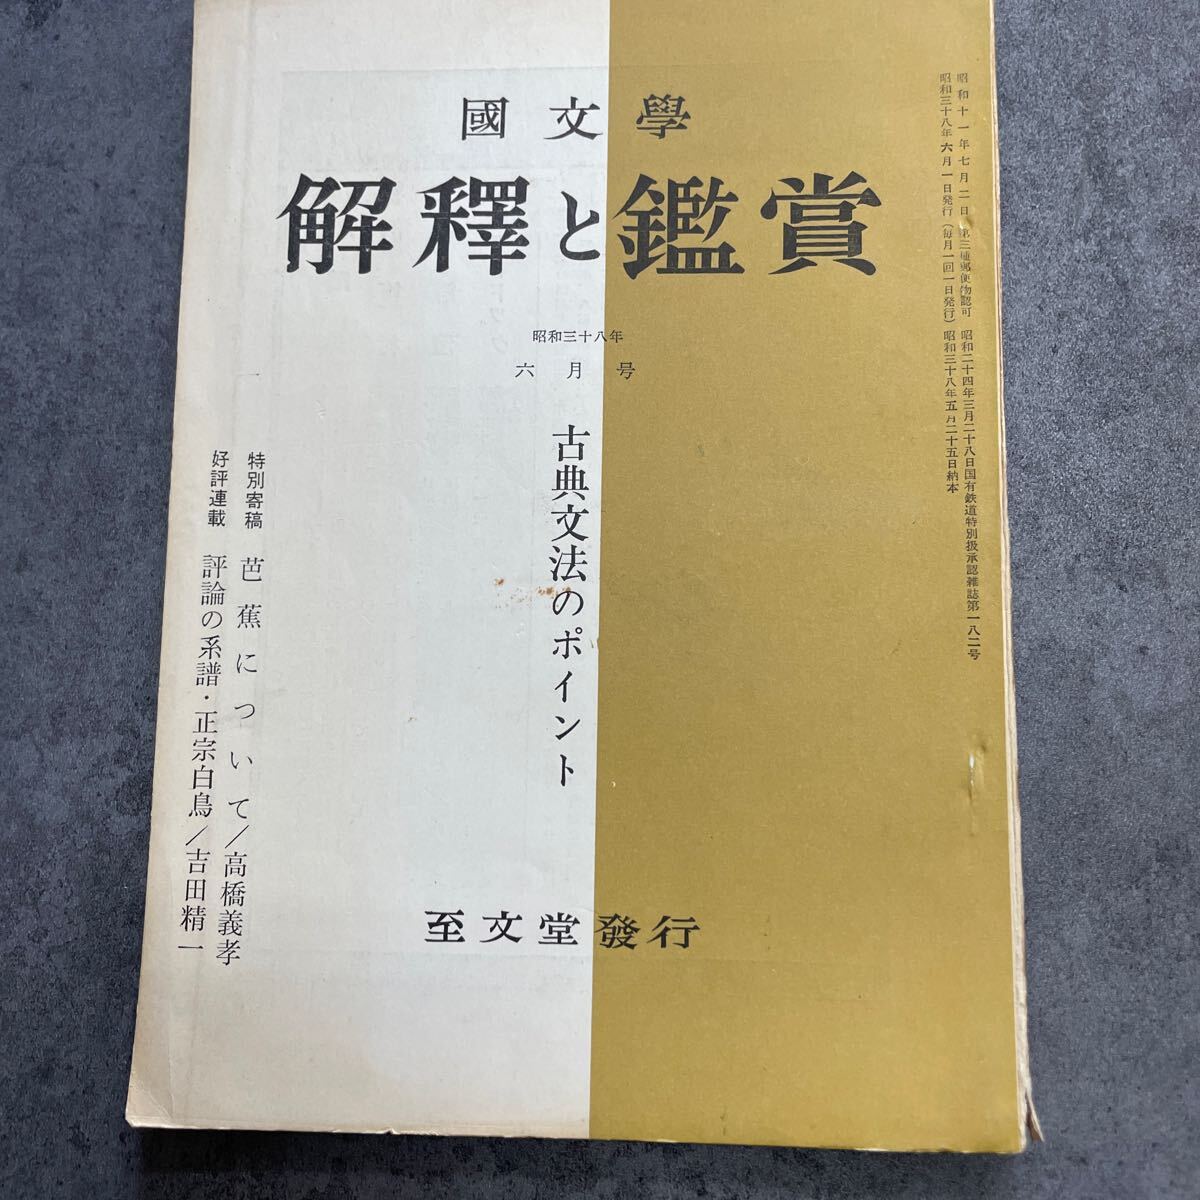 國文學
解釋と鑑賞
昭和三十八年
六月号
古典文法のポイント
特別寄稿 芭蕉について／高橋義孝
好評連載 評論の系譜・正宗白鳥／吉田精一
至文堂發行
昭和十一年七月二日 第三種郵便物認可 昭和二十四年三月二十八日国有鉄道特別扱承認雑誌第一八二号
昭和三十八年六月一日発行（毎月一回一日発行）昭和三十八年五月二十五日納本